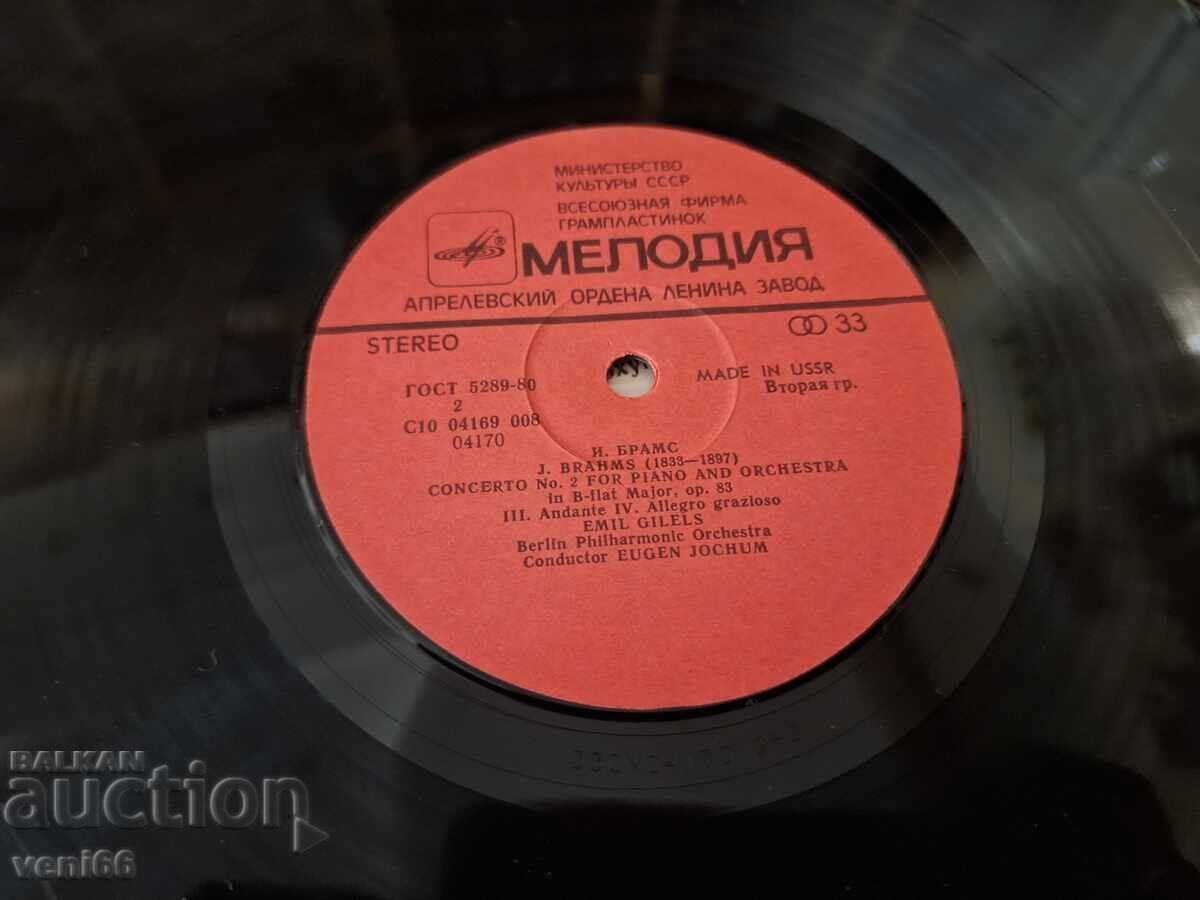 МИНИСТЕРСТВО
КУЛЬТУРЫ СССР
ВСЕСОЮЗНАЯ ФИРМА
ГРАМПЛАСТИНОК
® МЕЛОДИЯ
АПРЕЛЕВСКИЙ ОРДЕНА ЛЕНИНА ЗАВОД
STEREO
33
ГОСТ 5289-80
2
С10 04169 008
04170
MADE IN USSR
Вторая гр.
И. БРАМС
J. BRAHMS (1833—1897)
CONCERTO No. 2 FOR PIANO AND ORCHESTRA
in B-flat Major, op. 83
III. Andante IV. Allegro grazioso
EMIL GILELS
Berlin Philharmonic Orchestra
Conductor EUGEN JOCHUM
BALKAN
auction
veni66